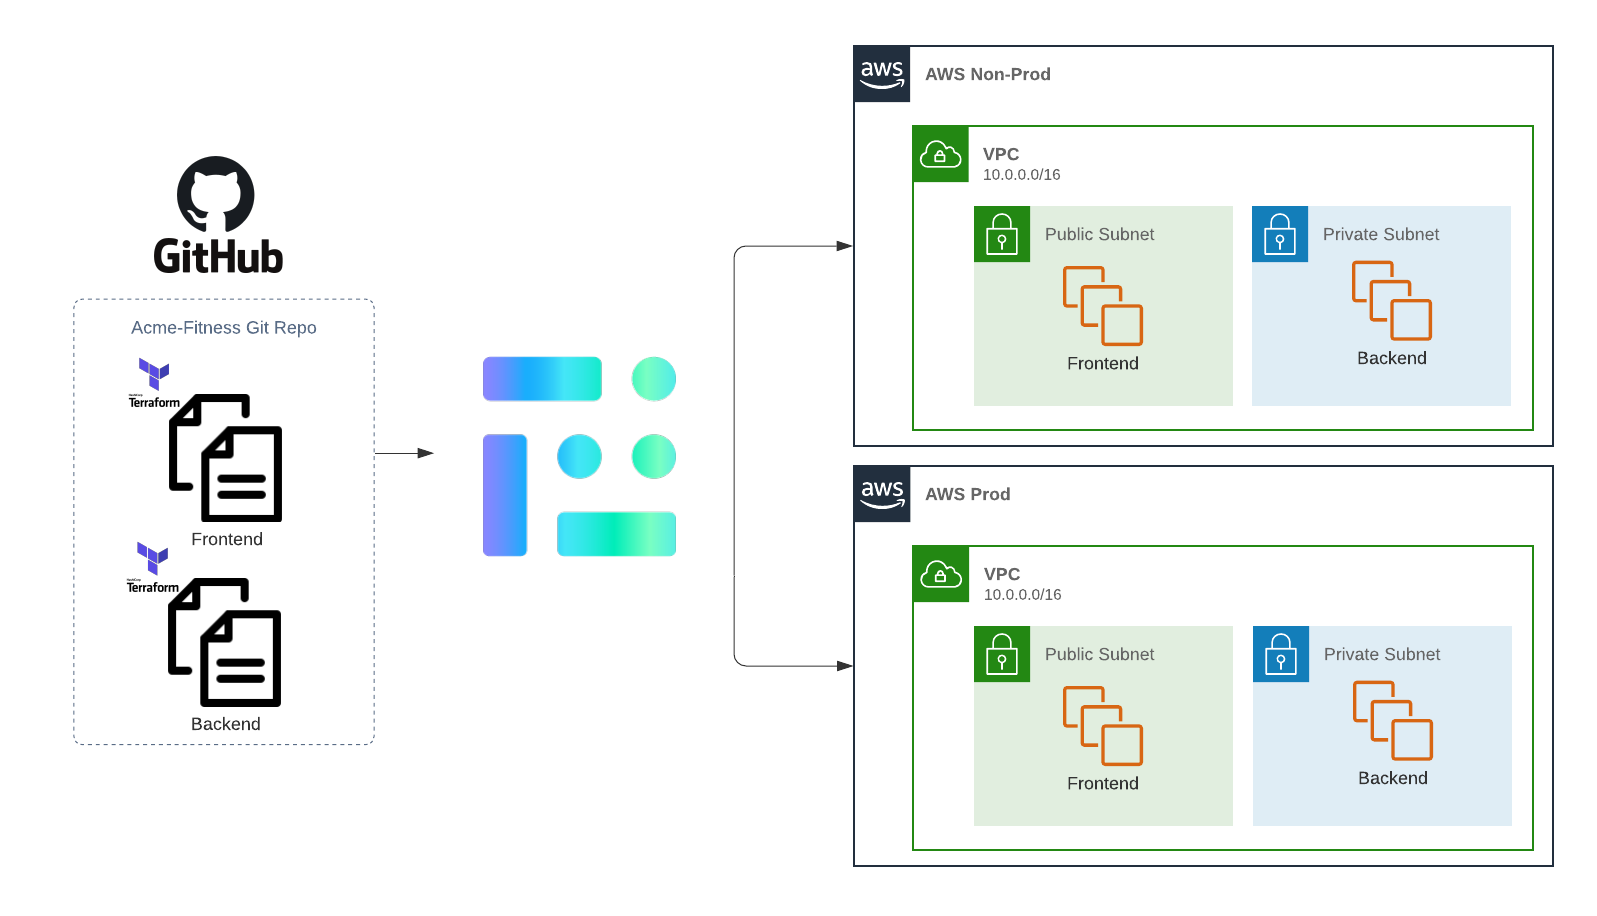 GitHub
Acme-Fitness Git Repo
HashiCorp
Terraform
Frontend
HashiCorp
Terraform
Backend
aws
AWS Non-Prod
VPC
10.0.0.0/16
Public Subnet
Private Subnet
Frontend
Backend
aws
AWS Prod
VPC
10.0.0.0/16
Public Subnet
Private Subnet
Frontend
Backend